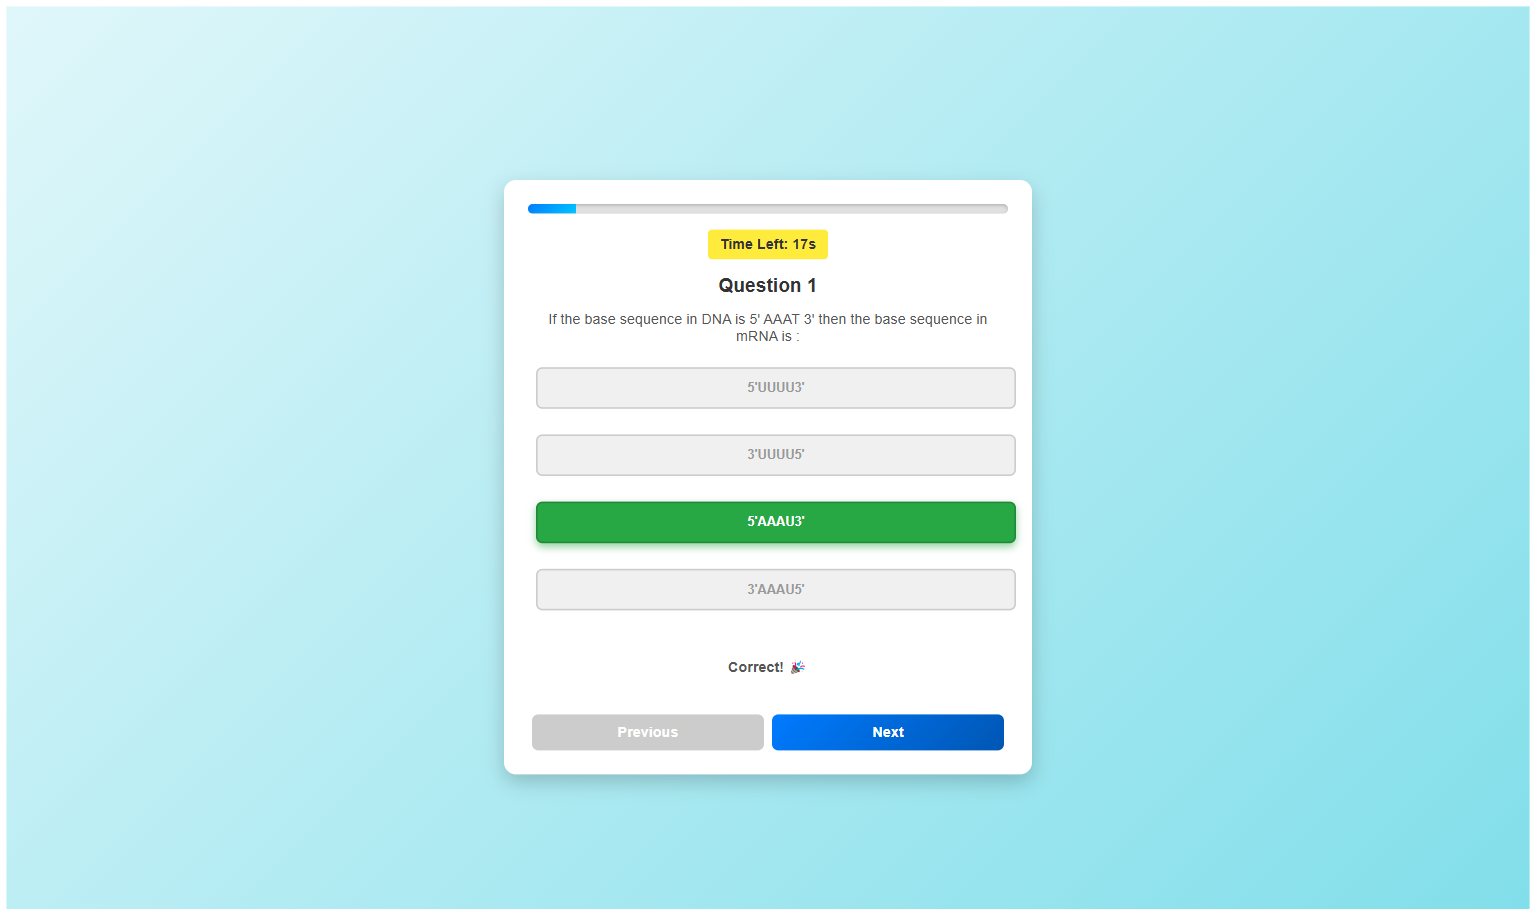 Time Left: 17s
Question 1
If the base sequence in DNA is 5' AAAT 3' then the base sequence in
mRNA is :
5'UUUU3'
3'UUUU5'
5'AAAU3'
3'AAAU5'
Correct! 🎉
Previous
Next